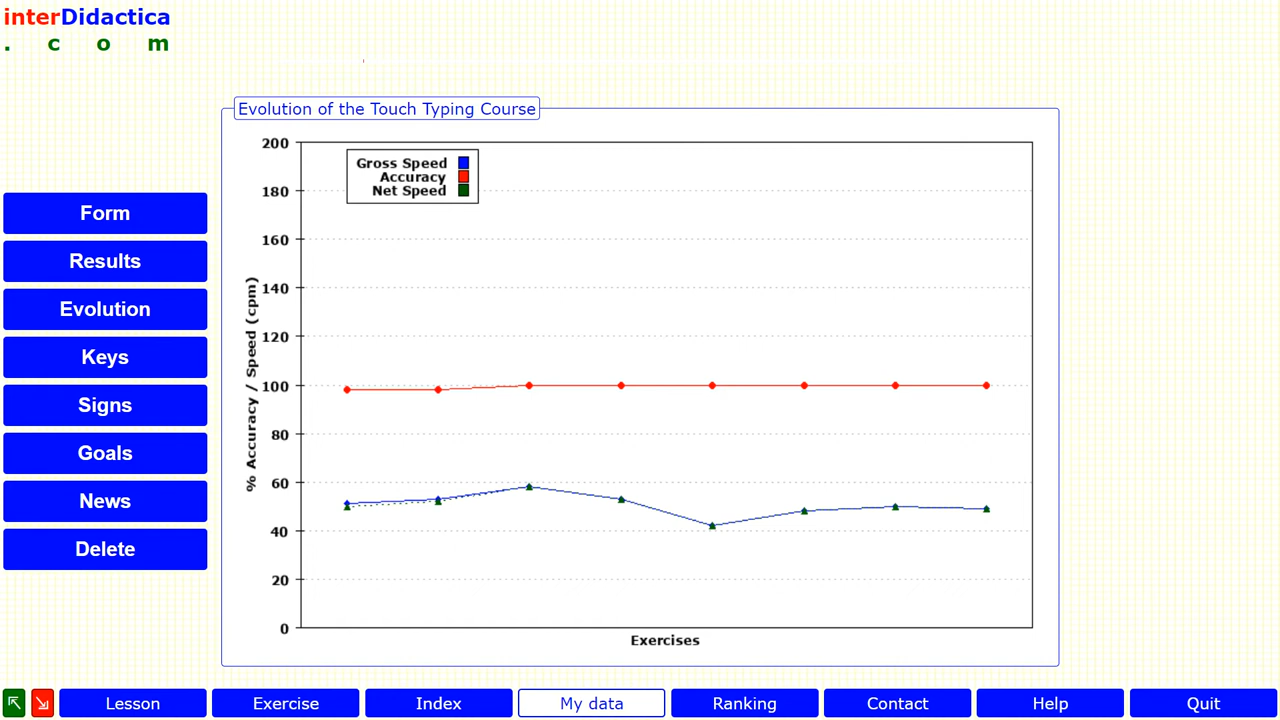 interDidactica
. c o m
Evolution of the Touch Typing Course
Form
Results
Evolution
Keys
Signs
Goals
News
Delete
Gross Speed
Accuracy
Net Speed
% Accuracy / Speed (cpm)
200
180
160
140
120
100
80
60
40
20
0
Exercises
Lesson
Exercise
Index
My data
Ranking
Contact
Help
Quit